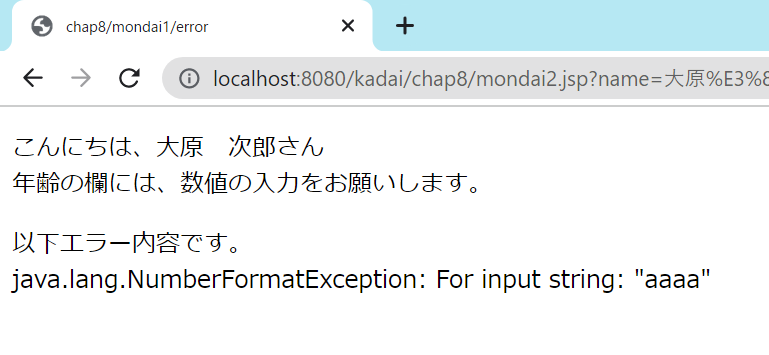 chap8/mondai1/error
localhost:8080/kadai/chap8/mondai2.jsp?name=大原%E3%8
こんにちは、大原　次郎さん
年齢の欄には、数値の入力をお願いします。
以下エラー内容です。
java.lang.NumberFormatException: For input string: "aaaa"